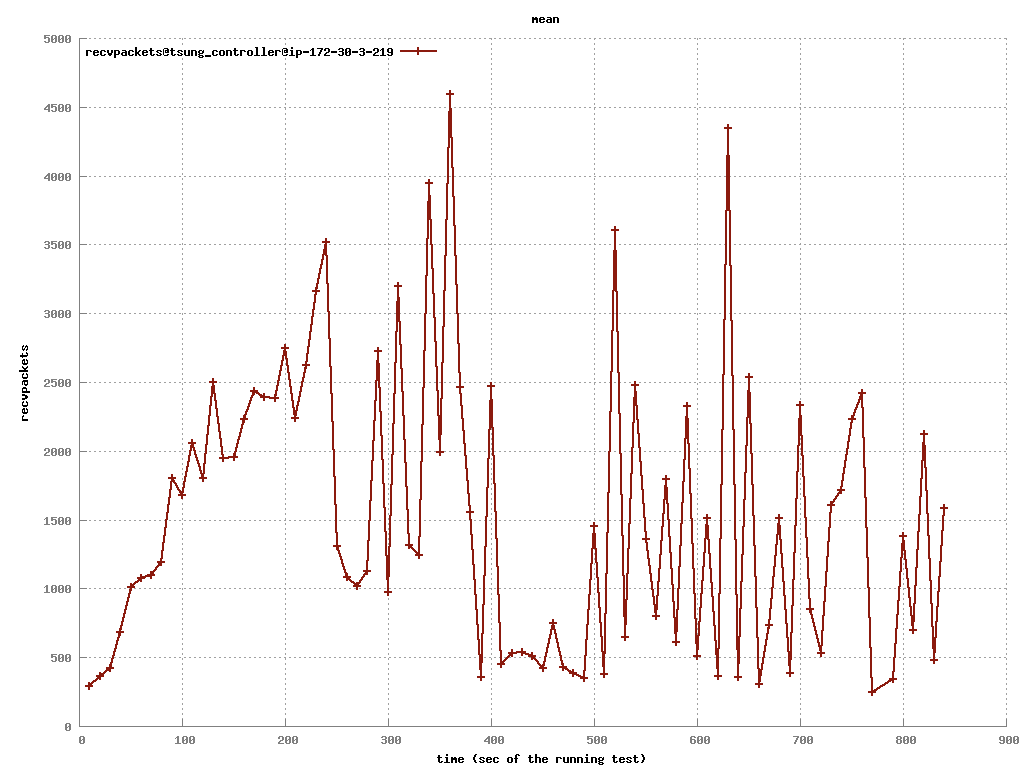 mean
recvpackets@tsung_controller@ip-172-30-3-219
5000
4500
4000
3500
3000
2500
2000
1500
1000
500
0
recvpackets
0 100 200 300 400 500 600 700 800 900
time (sec of the running test)